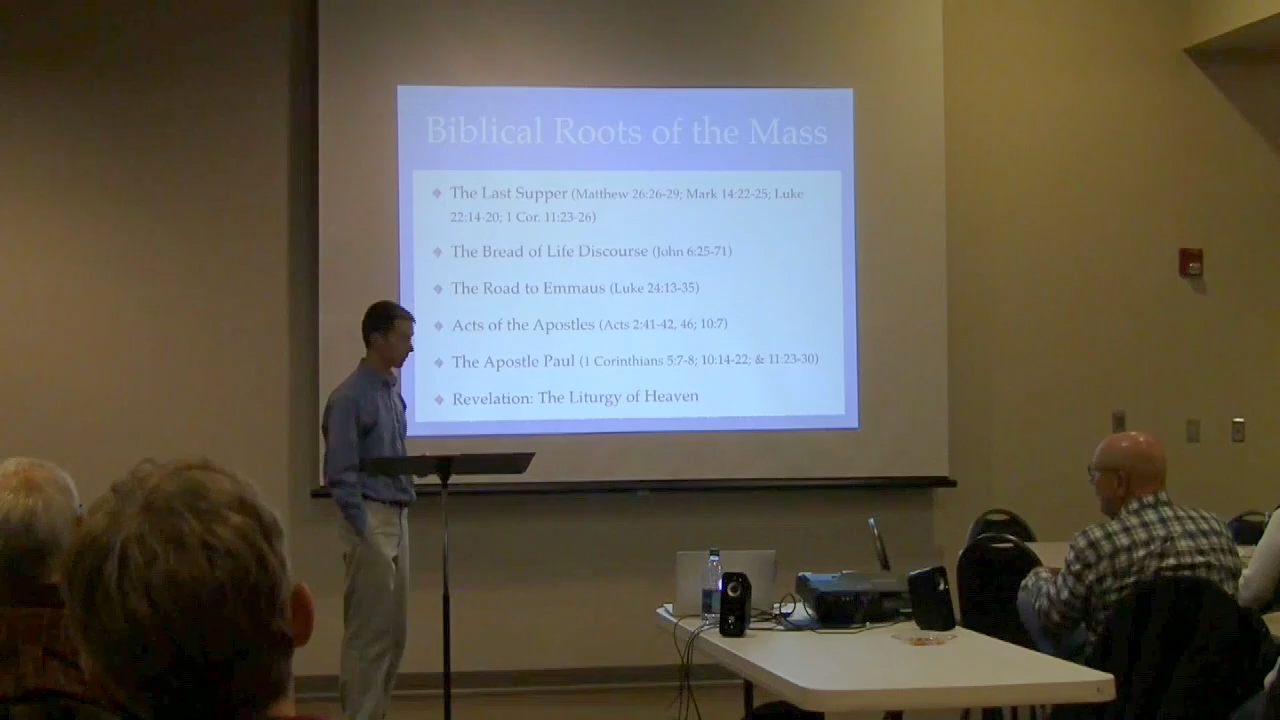 Biblical Roots of the Mass
The Last Supper (Matthew 26:26-29; Mark 14:22-25; Luke
22:14-20; 1 Cor. 11:23-26)
The Bread of Life Discourse (John 6:25-71)
The Road to Emmaus (Luke 24:13-35)
Acts of the Apostles (Acts 2:41-42, 46; 10:7)
The Apostle Paul (1 Corinthians 5:7-8; 10:14-22; & 11:23-30)
Revelation: The Liturgy of Heaven